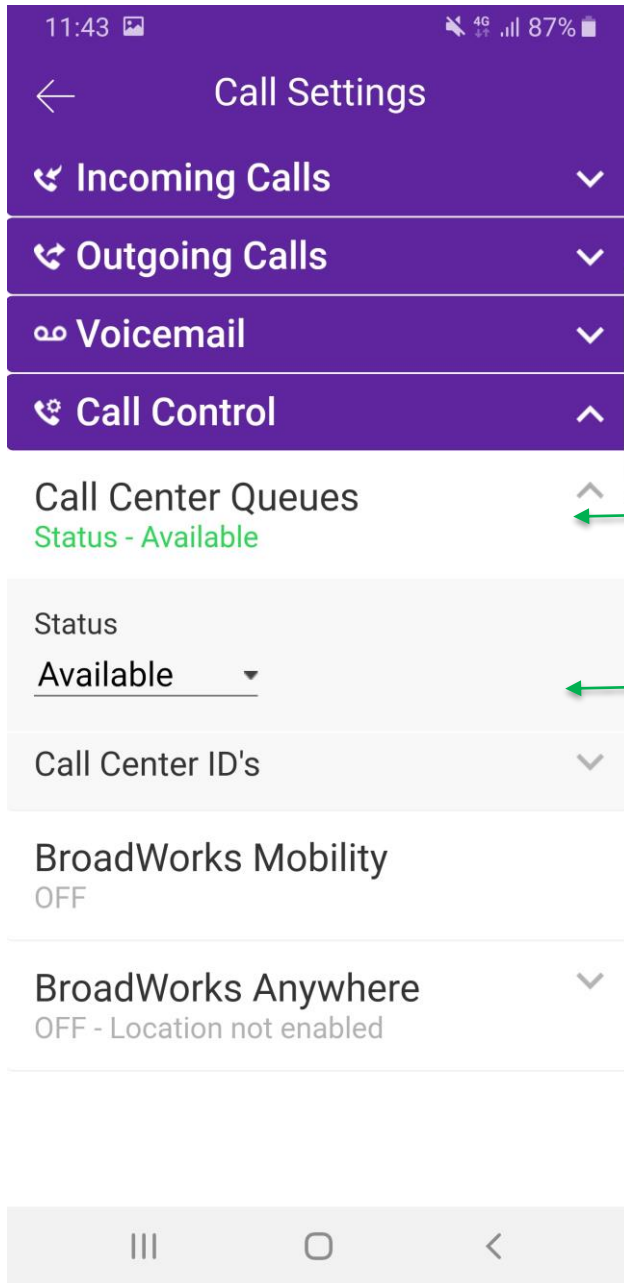 11:43 4G 87%
Call Settings
Incoming Calls
Outgoing Calls
Voicemail
Call Control
Call Center Queues
Status - Available
Status
Available
Call Center ID's
BroadWorks Mobility
OFF
BroadWorks Anywhere
OFF - Location not enabled